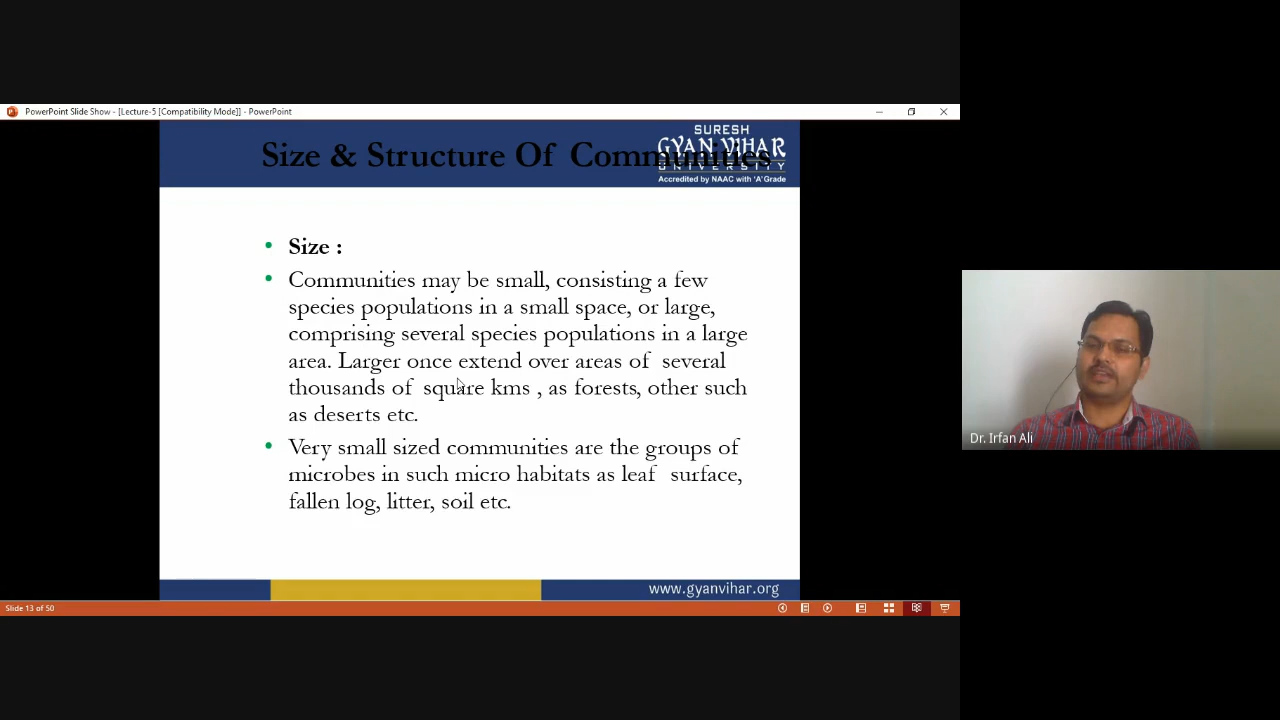 PowerPoint Slide Show - [Lecture-5 [Compatibility Mode]] - PowerPoint
SURESH
GYAN VIHAR
UNIVERSITY
Accredited by NAAC with 'A' Grade
Size & Structure Of Communities
• Size :
• Communities may be small, consisting a few
species populations in a small space, or large,
comprising several species populations in a large
area. Larger once extend over areas of several
thousands of square kms , as forests, other such
as deserts etc.
• Very small sized communities are the groups of
microbes in such micro habitats as leaf surface,
fallen log, litter, soil etc.
www.gyanvihar.org
Slide 13 of 50
Dr. Irfan Ali